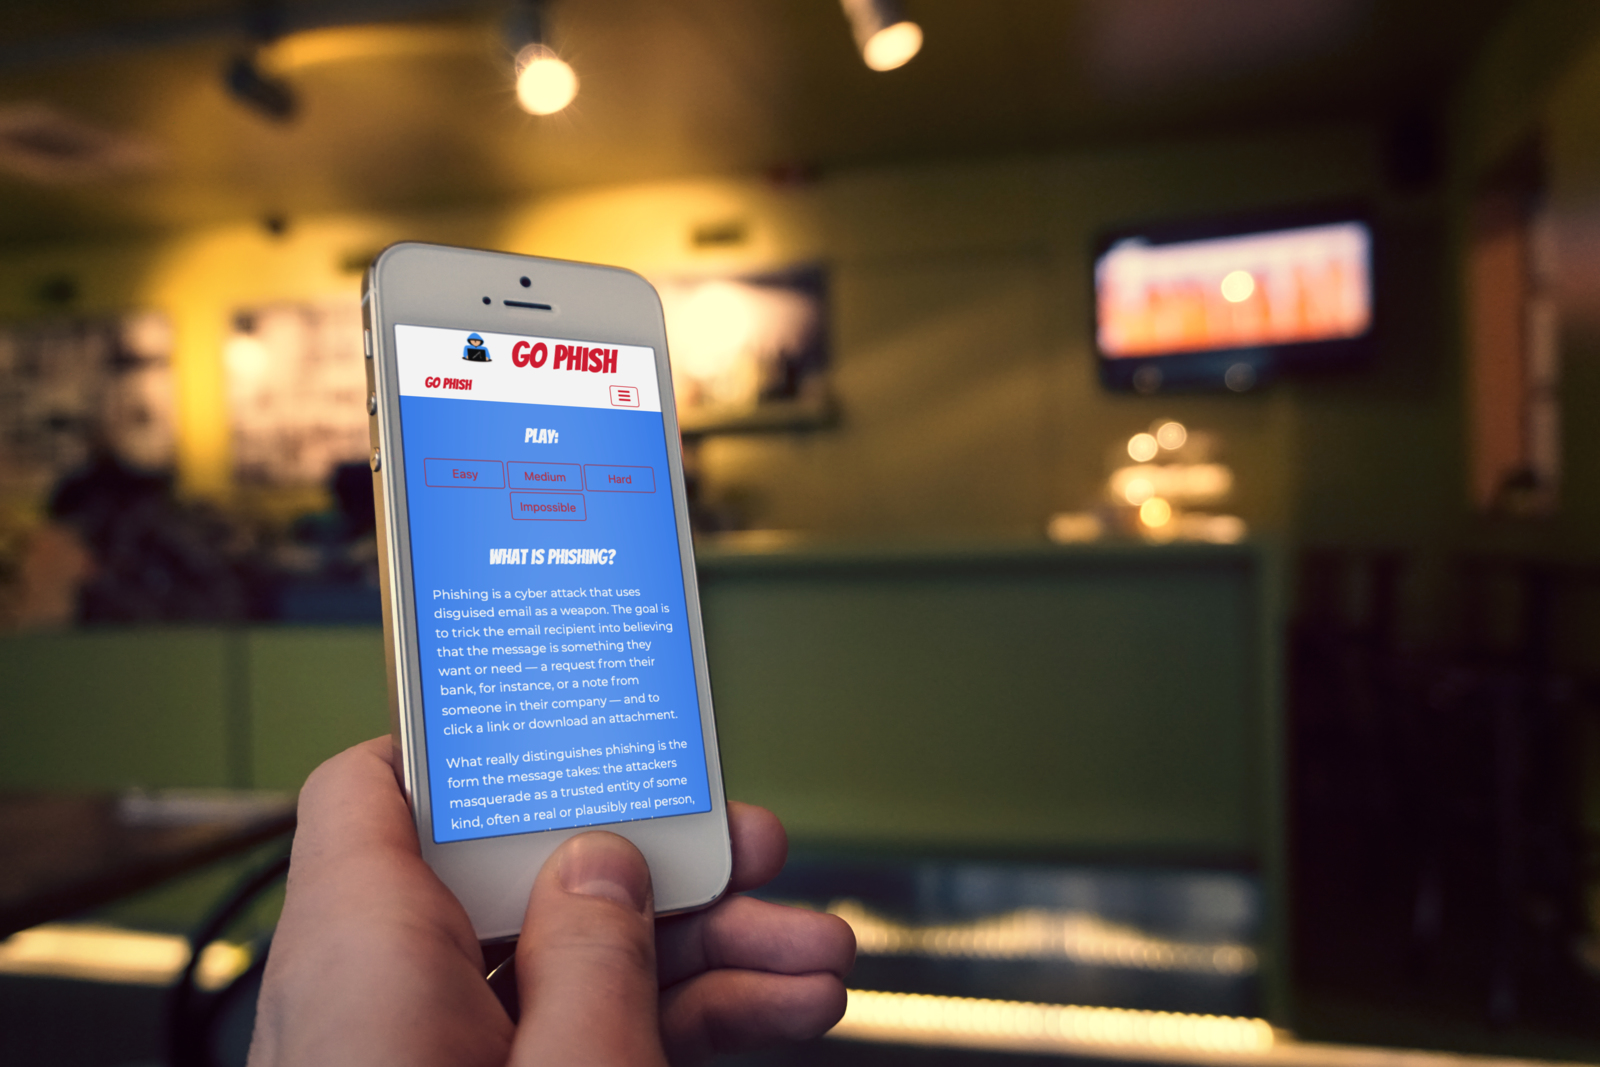 GO PHISH
GO PHISH
PLAY:
Easy Medium Hard
Impossible
WHAT IS PHISHING?
Phishing is a cyber attack that uses
disguised email as a weapon. The goal is
to trick the email recipient into believing
that the message is something they
want or need — a request from their
bank, for instance, or a note from
someone in their company — and to
click a link or download an attachment.
What really distinguishes phishing is the
form the message takes: the attackers
masquerade as a trusted entity of some
kind, often a real or plausibly real person,